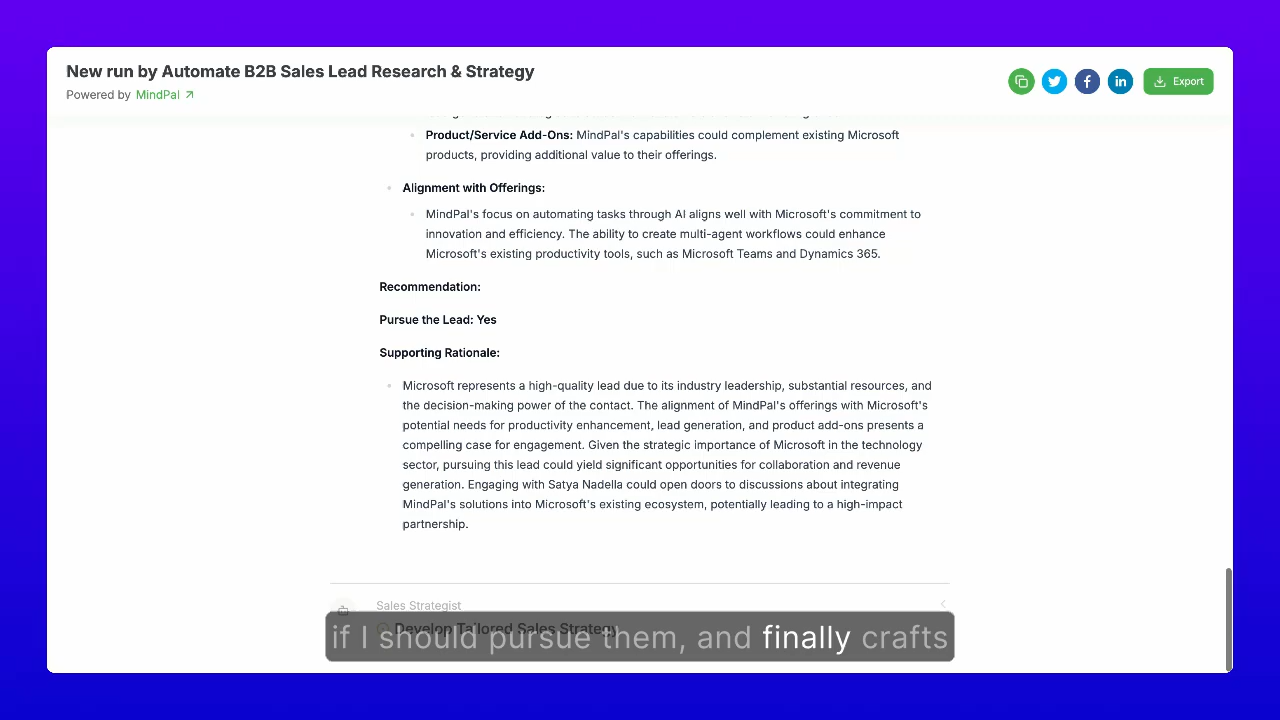 New run by Automate B2B Sales Lead Research & Strategy
Powered by MindPal
Export
Product/Service Add-Ons: MindPal's capabilities could complement existing Microsoft
products, providing additional value to their offerings.
Alignment with Offerings:
MindPal's focus on automating tasks through AI aligns well with Microsoft's commitment to
innovation and efficiency. The ability to create multi-agent workflows could enhance
Microsoft's existing productivity tools, such as Microsoft Teams and Dynamics 365.
Recommendation:
Pursue the Lead: Yes
Supporting Rationale:
Microsoft represents a high-quality lead due to its industry leadership, substantial resources, and
the decision-making power of the contact. The alignment of MindPal's offerings with Microsoft's
potential needs for productivity enhancement, lead generation, and product add-ons presents a
compelling case for engagement. Given the strategic importance of Microsoft in the technology
sector, pursuing this lead could yield significant opportunities for collaboration and revenue
generation. Engaging with Satya Nadella could open doors to discussions about integrating
MindPal's solutions into Microsoft's existing ecosystem, potentially leading to a high-impact
partnership.
Sales Strategist
Develop Tailored Sales Strategy
if I should pursue them, and finally crafts